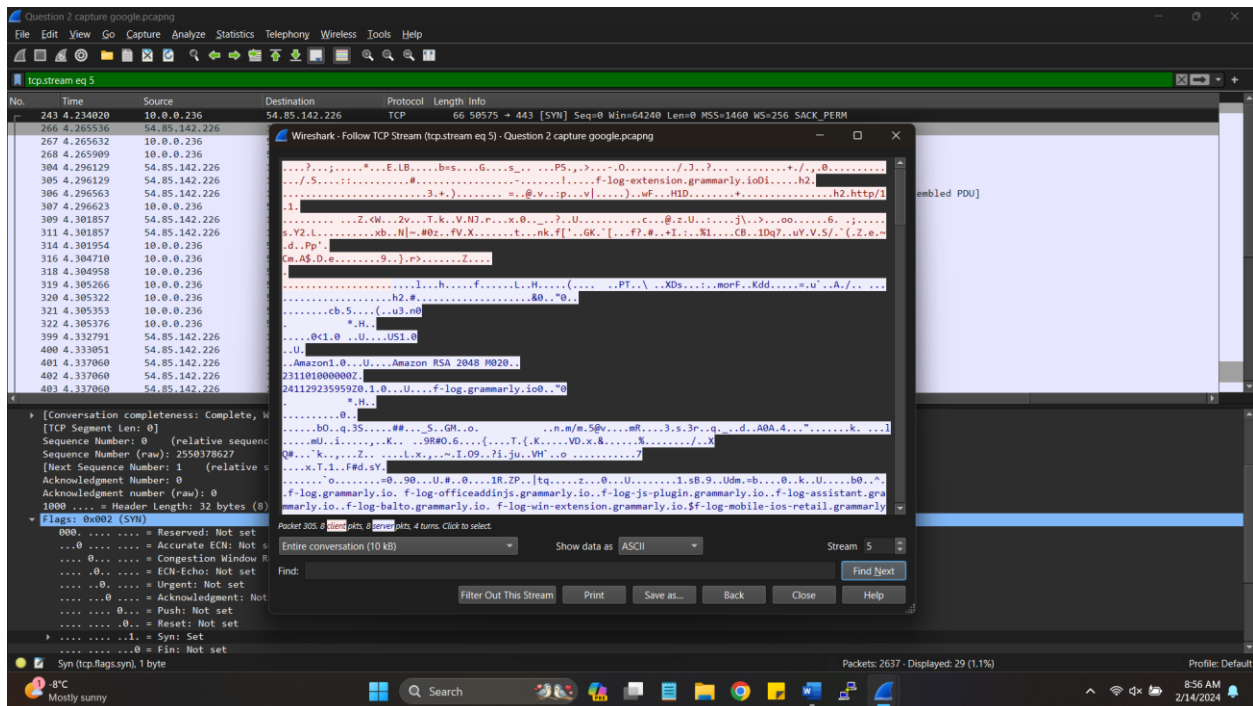 Question 2 capture google.pcapng
File Edit View Go Capture Analyze Statistics Telephony Wireless Tools Help
tcp.stream eq 5
No. Time Source Destination Protocol Length Info
243 4.234020 10.0.0.236 54.85.142.226 TCP 66 50575 → 443 [SYN] Seq=0 Win=64240 Len=0 MSS=1460 WS=256 SACK_PERM
266 4.265536 54.85.142.226
267 4.265632 10.0.0.236
268 4.265909 10.0.0.236
304 4.296129 54.85.142.226
305 4.296129 54.85.142.226
306 4.296563 54.85.142.226 embled PDU]
307 4.296623 10.0.0.236
309 4.301857 54.85.142.226
311 4.301857 54.85.142.226
314 4.301954 10.0.0.236
316 4.304710 10.0.0.236
318 4.304958 10.0.0.236
319 4.305266 10.0.0.236
320 4.305322 10.0.0.236
321 4.305353 10.0.0.236
322 4.305376 10.0.0.236
399 4.332791 54.85.142.226
400 4.333051 54.85.142.226
401 4.337060 54.85.142.226
402 4.337060 54.85.142.226
403 4.337060 54.85.142.226
Wireshark · Follow TCP Stream (tcp.stream eq 5) · Question 2 capture google.pcapng
f-log-extension.grammarly.ioDi.....h2.
h2.http/1
.1.
.....0<1.0 ..U....US1.0
..U.
..Amazon1.0...U....Amazon RSA 2048 M020..
231101000000Z.
241129235959Z0.1.0...U....f-log.grammarly.io0.."0
. *.H..
.f-log.grammarly.io. f-log-officeaddinjs.grammarly.io..f-log-js-plugin.grammarly.io..f-log-assistant.gra
mmarly.io..f-log-balto.grammarly.io. f-log-win-extension.grammarly.io.$f-log-mobile-ios-retail.grammarly
Packet 305. 8 client pkts, 8 server pkts, 4 turns. Click to select.
Entire conversation (10 kB) Show data as ASCII Stream 5
Find: Find Next
Filter Out This Stream Print Save as... Back Close Help
[Conversation completeness: Complete, W
[TCP Segment Len: 0]
Sequence Number: 0 (relative sequenc
Sequence Number (raw): 2550378627
[Next Sequence Number: 1 (relative s
Acknowledgment Number: 0
Acknowledgment number (raw): 0
1000 .... = Header Length: 32 bytes (8)
Flags: 0x002 (SYN)
000. .... .... = Reserved: Not set
...0 .... .... = Accurate ECN: Not s
.... 0... .... = Congestion Window R
.... .0.. .... = ECN-Echo: Not set
.... ..0. .... = Urgent: Not set
.... ...0 .... = Acknowledgment: Not
.... .... 0... = Push: Not set
.... .... .0.. = Reset: Not set
.... .... ..1. = Syn: Set
.... .... ...0 = Fin: Not set
Syn (tcp.flags.syn), 1 byte Packets: 2637 · Displayed: 29 (1.1%) Profile: Default
-8°C
Mostly sunny
Search
8:56 AM
2/14/2024